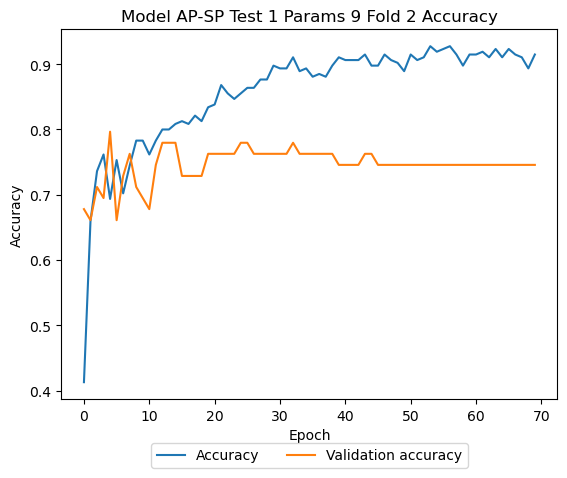 Model AP-SP Test 1 Params 9 Fold 2 Accuracy
Accuracy
0.9
0.8
0.7
0.6
0.5
0.4
0 10 20 30 40 50 60 70
Epoch
Accuracy Validation accuracy